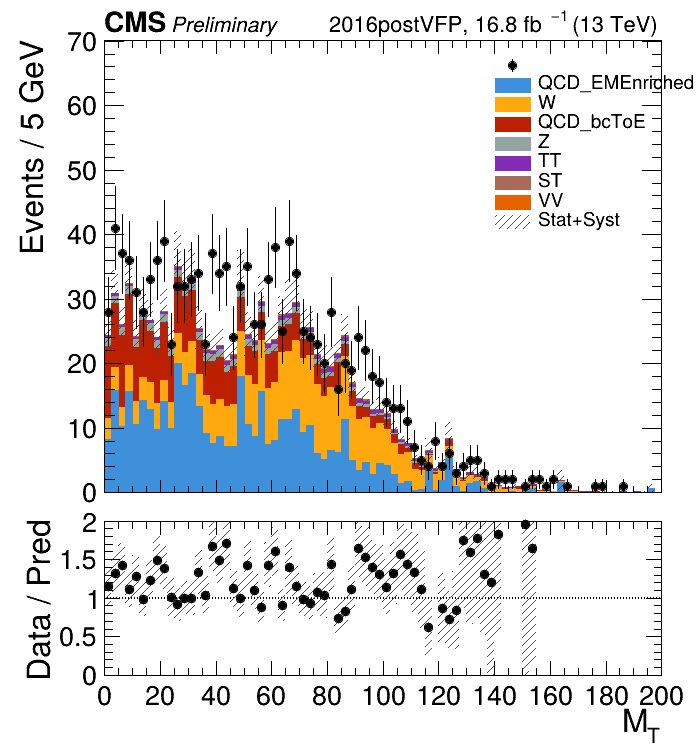 CMS Preliminary 2016postVFP, 16.8 fb⁻¹ (13 TeV)
Events / 5 GeV
70
60
50
40
30
20
10
0
QCD_EMEnriched
W
QCD_bcToE
Z
TT
ST
VV
Stat+Syst
Data / Pred
2
1.5
1
0.5
0
0 20 40 60 80 100 120 140 160 180 200
M_T